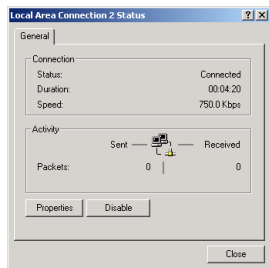 Local Area Connection 2 Status ? X
General
Connection
Status: Connected
Duration: 00:04:20
Speed: 750.0 Kbps
Activity
Sent Received
Packets: 0 0
Properties Disable
Close